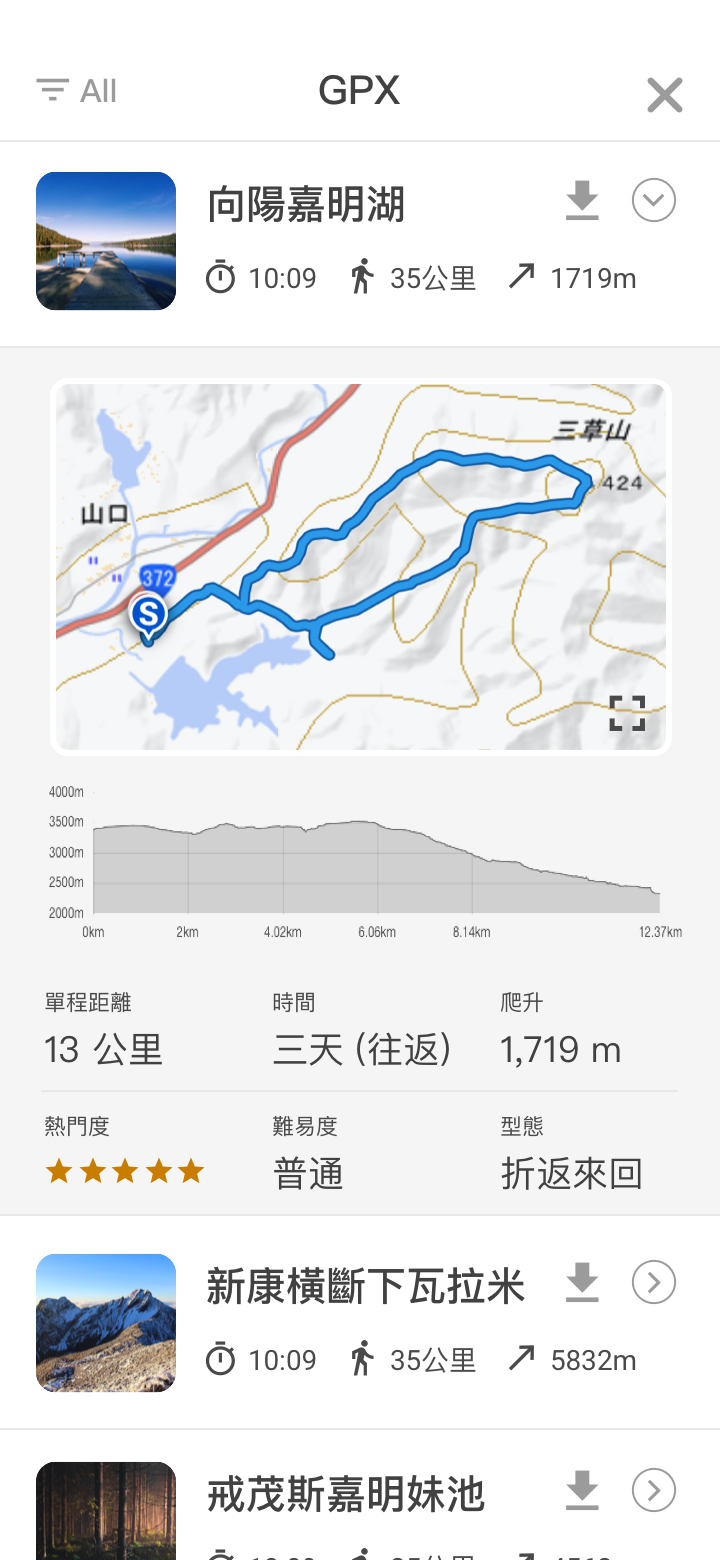 All
GPX
向陽嘉明湖
10:09 35公里 1719m
三草山
424
山口
372
S
4000m
3500m
3000m
2500m
2000m
0km 2km 4.02km 6.06km 8.14km 12.37km
單程距離 時間 爬升
13 公里 三天 (往返) 1,719 m
熱門度 難易度 型態
普通 折返來回
新康橫斷下瓦拉米
10:09 35公里 5832m
戒茂斯嘉明妹池